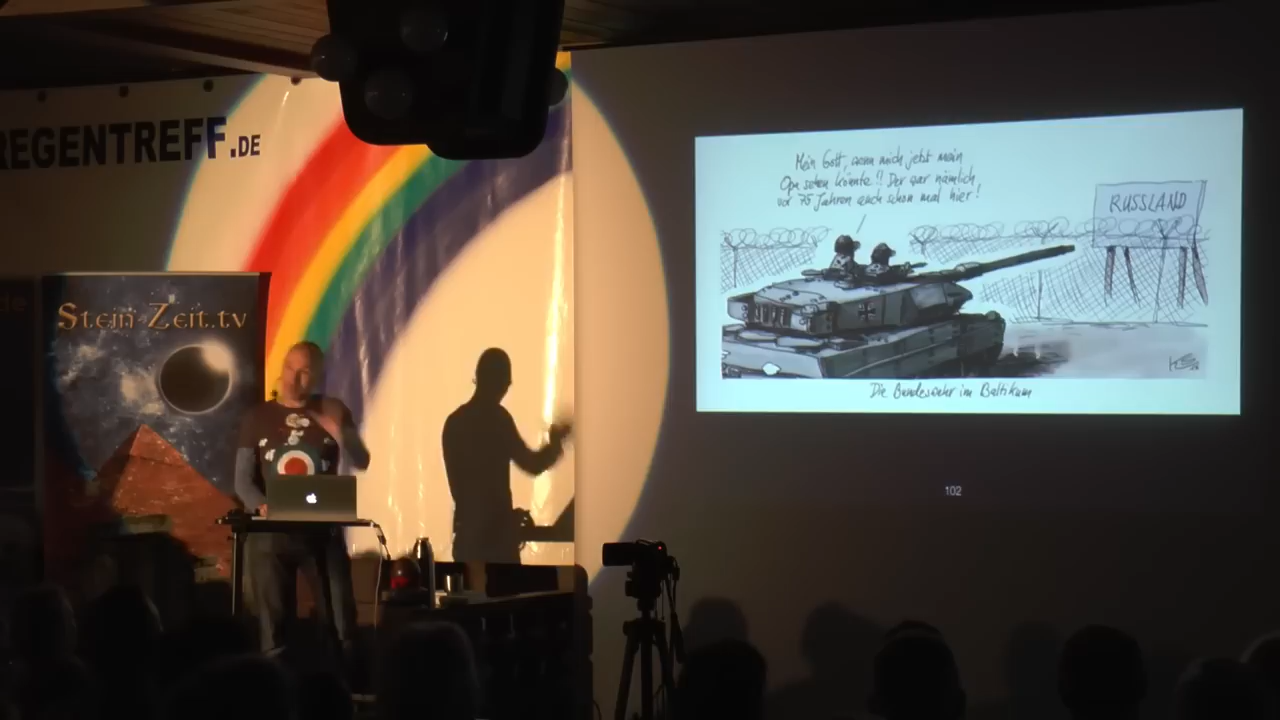 REGENTREFF.DE
Stein-Zeit.tv
Mein Gott, wenn mich jetzt mein
Opa sehen könnte!! Der war nämlich
vor 75 Jahren auch schon mal hier!
RUSSLAND
Die Bundeswehr im Baltikum
102